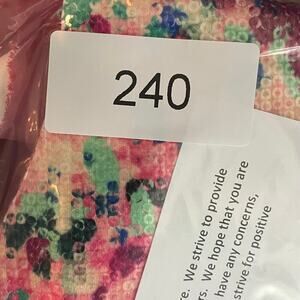 240
e. We strive to provide
rs. We hope that you are
have any concerns,
strive for positive